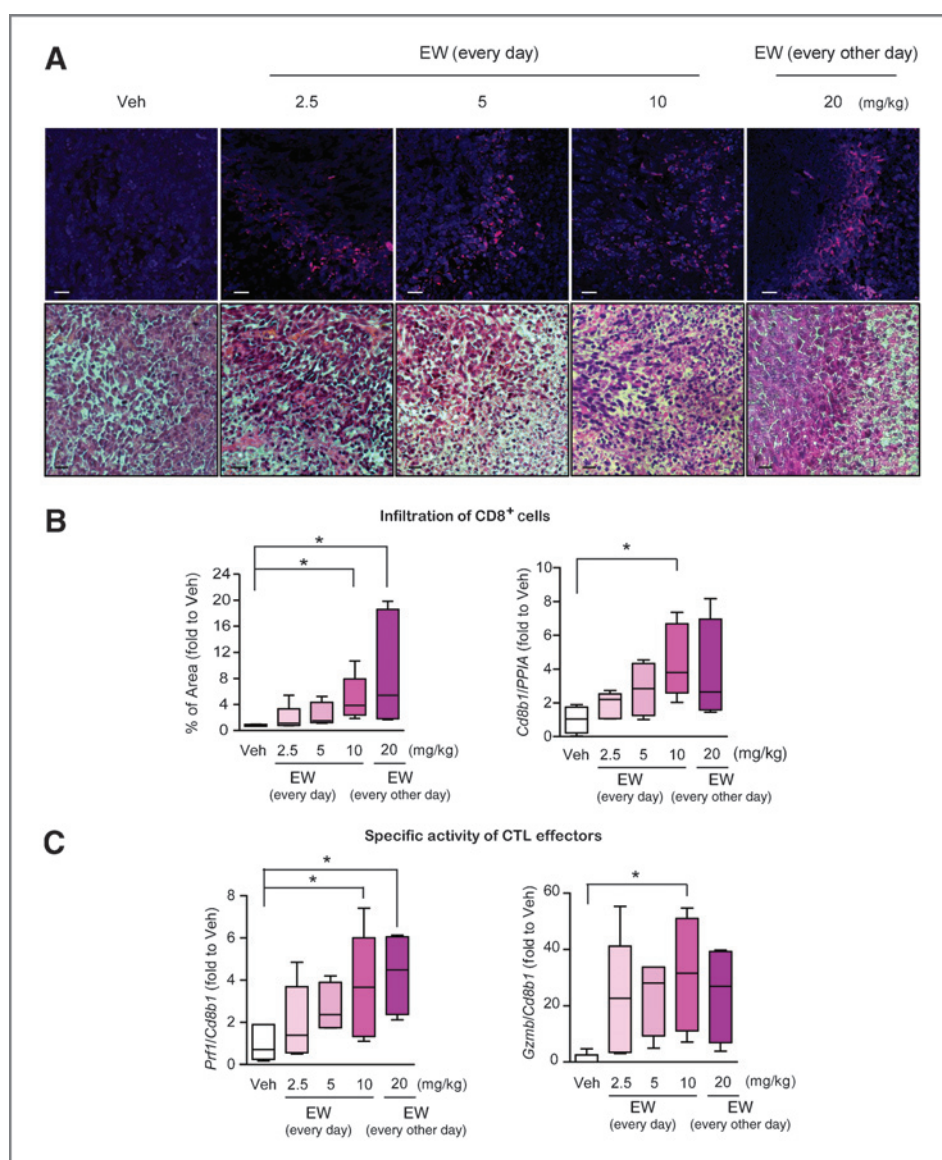 A
EW (every day)
EW (every other day)
Veh
2.5
5
10
20 (mg/kg)
B
Infiltration of CD8+ cells
% of Area (fold to Veh)
24
20
16
12
8
4
0
*
*
Veh 2.5 5 10 20 (mg/kg)
EW
(every day)
EW
(every other day)
Cd8b1/PPIA (fold to Veh)
10
8
6
4
2
0
*
Veh 2.5 5 10 20 (mg/kg)
EW
(every day)
EW
(every other day)
C
Specific activity of CTL effectors
Prf1/Cd8b1 (fold to Veh)
8
6
4
2
0
*
*
Veh 2.5 5 10 20 (mg/kg)
EW
(every day)
EW
(every other day)
Gzmb/Cd8b1 (fold to Veh)
60
40
20
0
*
Veh 2.5 5 10 20 (mg/kg)
EW
(every day)
EW
(every other day)